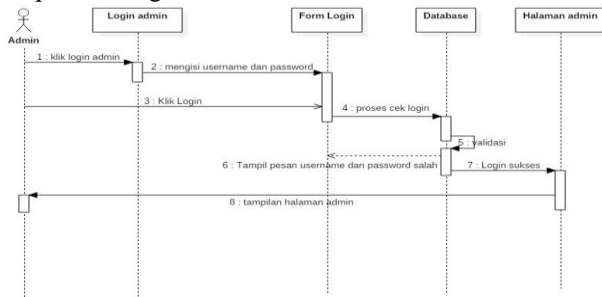 Login admin
Form Login
Database
Halaman admin
Admin
1 : klik login admin
2 : mengisi username dan password
3 : Klik Login
4 : proses cek login
5 : validasi
6 : Tampil pesan username dan password salah
7 : Login sukses
8 : tampilan halaman admin